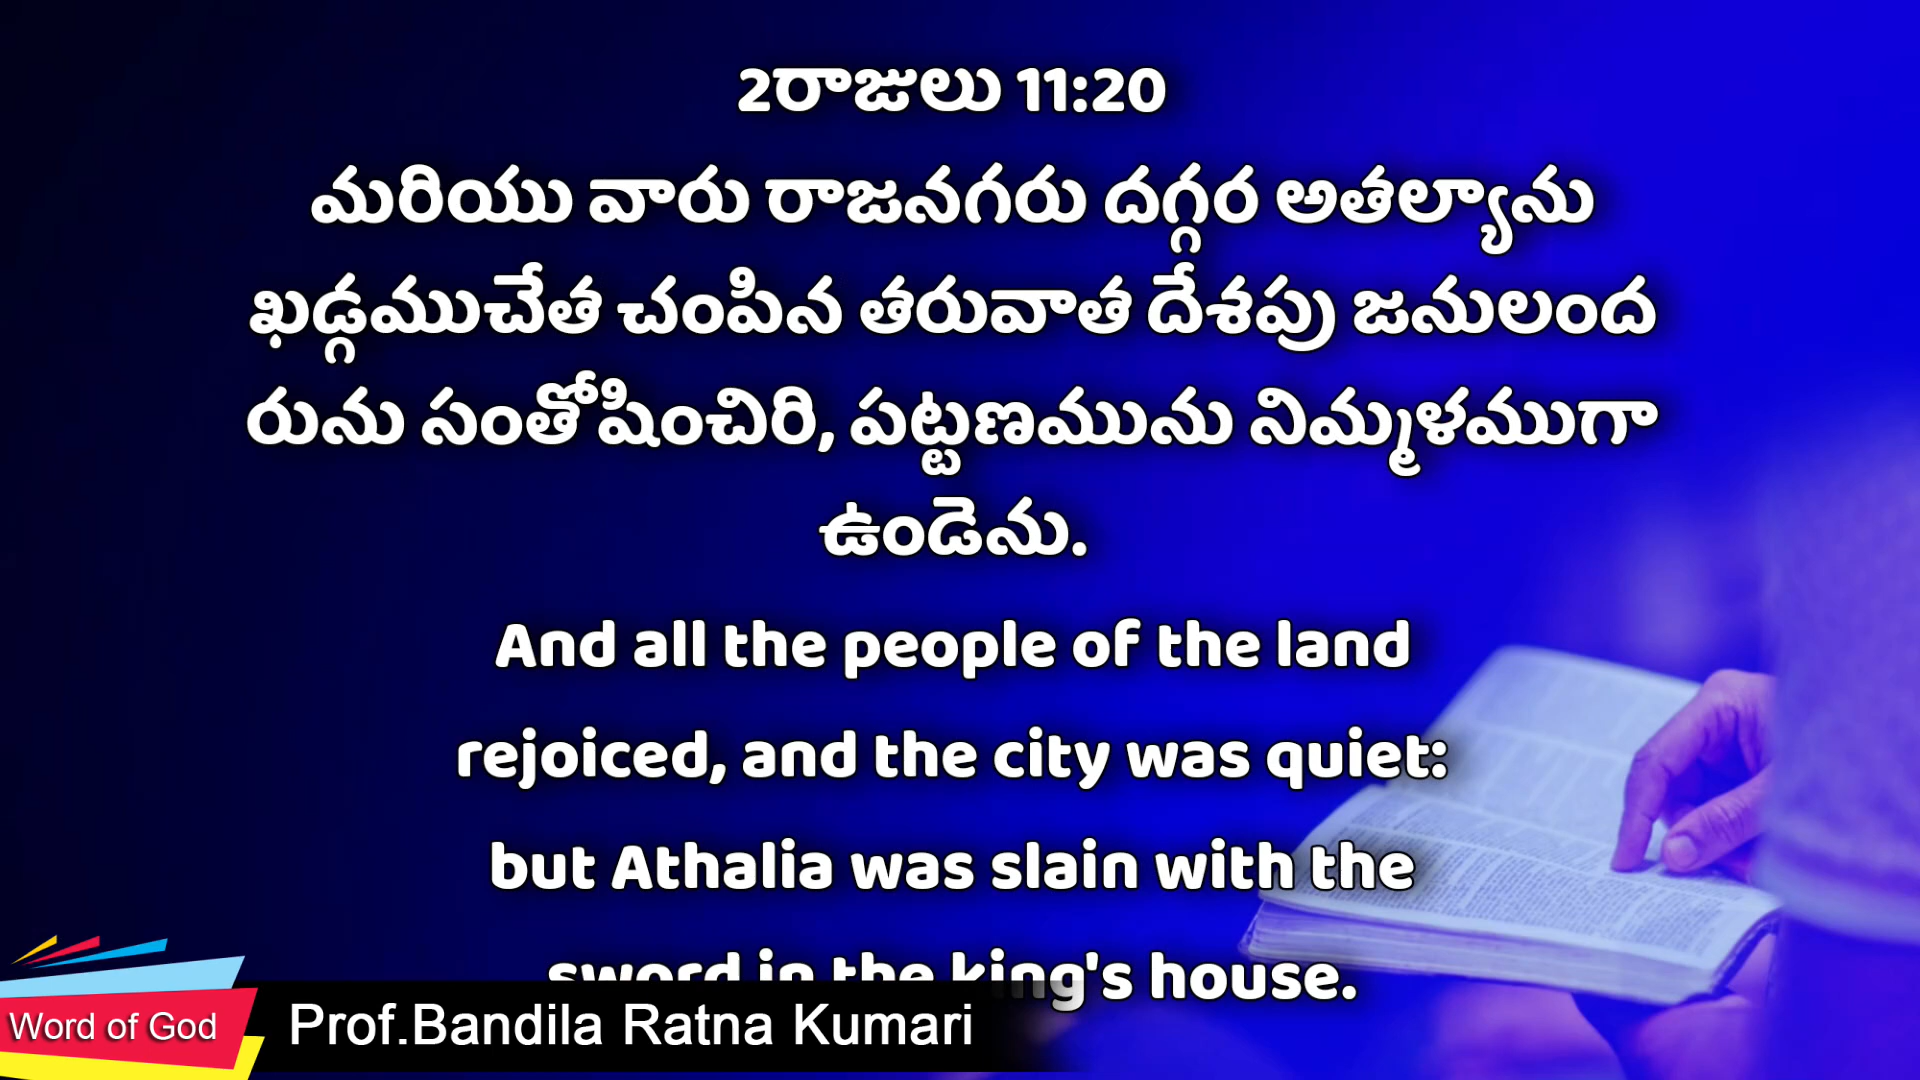 2రాజులు 11:20
మరియు వారు రాజనగరు దగ్గర అతల్యాను
ఖడ్గముచేత చంపిన తరువాత దేశపు జనులంద
రును సంతోషించిరి, పట్టణమును నిమ్మళముగా
ఉండెను.
And all the people of the land
rejoiced, and the city was quiet:
but Athalia was slain with the
sword in the king's house.
Word of God
Prof.Bandila Ratna Kumari